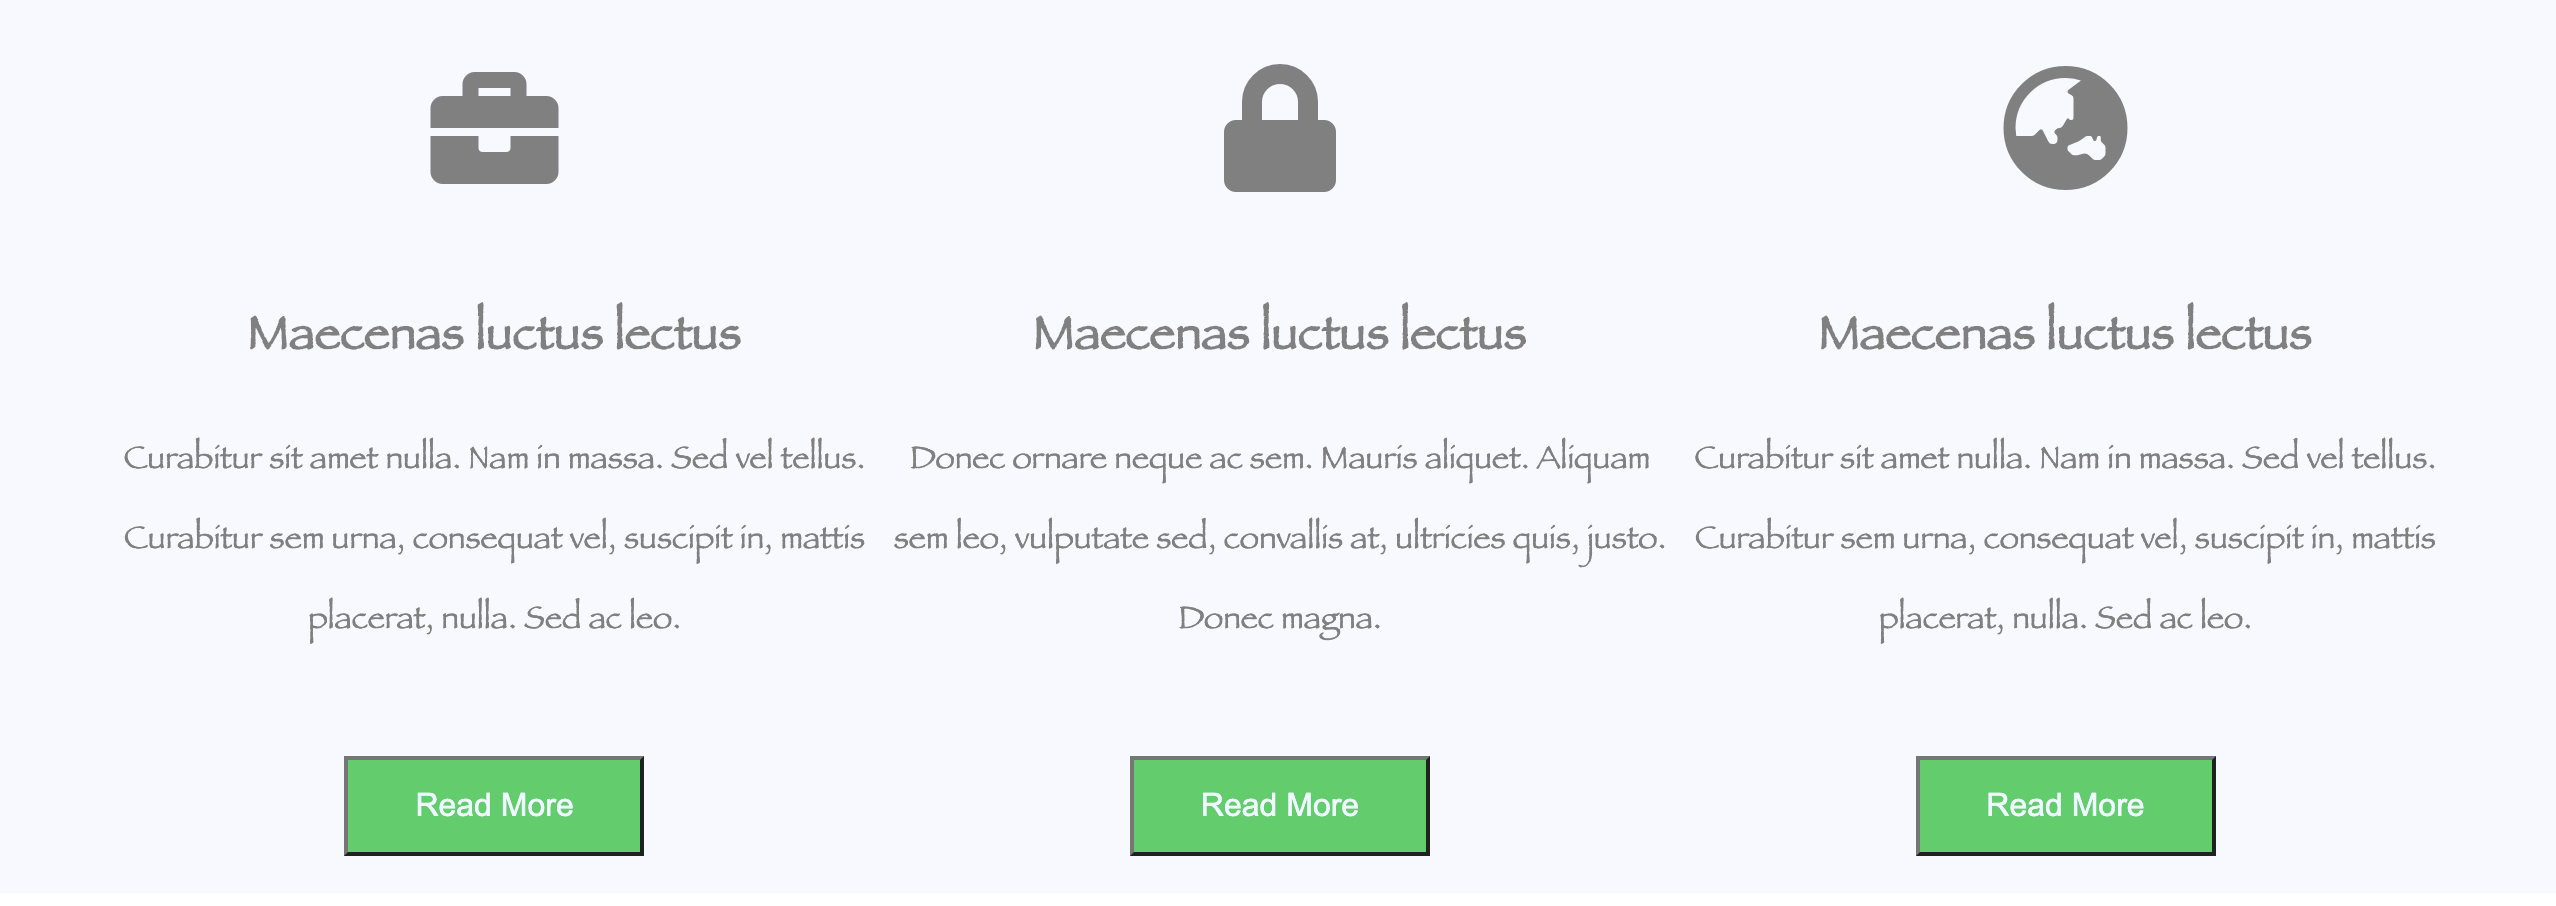 Maecenas luctus lectus
Curabitur sit amet nulla. Nam in massa. Sed vel tellus.
Curabitur sem urna, consequat vel, suscipit in, mattis
placerat, nulla. Sed ac leo.
Read More
Maecenas luctus lectus
Donec ornare neque ac sem. Mauris aliquet. Aliquam
sem leo, vulputate sed, convallis at, ultricies quis, justo.
Donec magna.
Read More
Maecenas luctus lectus
Curabitur sit amet nulla. Nam in massa. Sed vel tellus.
Curabitur sem urna, consequat vel, suscipit in, mattis
placerat, nulla. Sed ac leo.
Read More